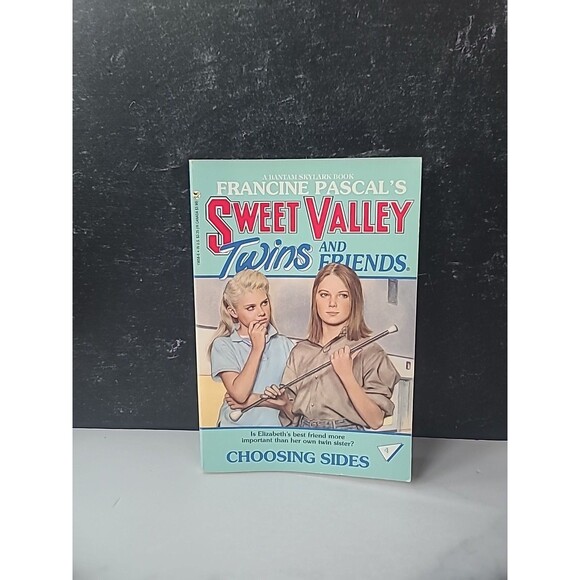 A BANTAM SKYLARK BOOK
FRANCINE PASCAL'S
SWEET VALLEY
Twins AND
FRIENDS®
Is Elizabeth's best friend more
important than her own twin sister?
CHOOSING SIDES
4